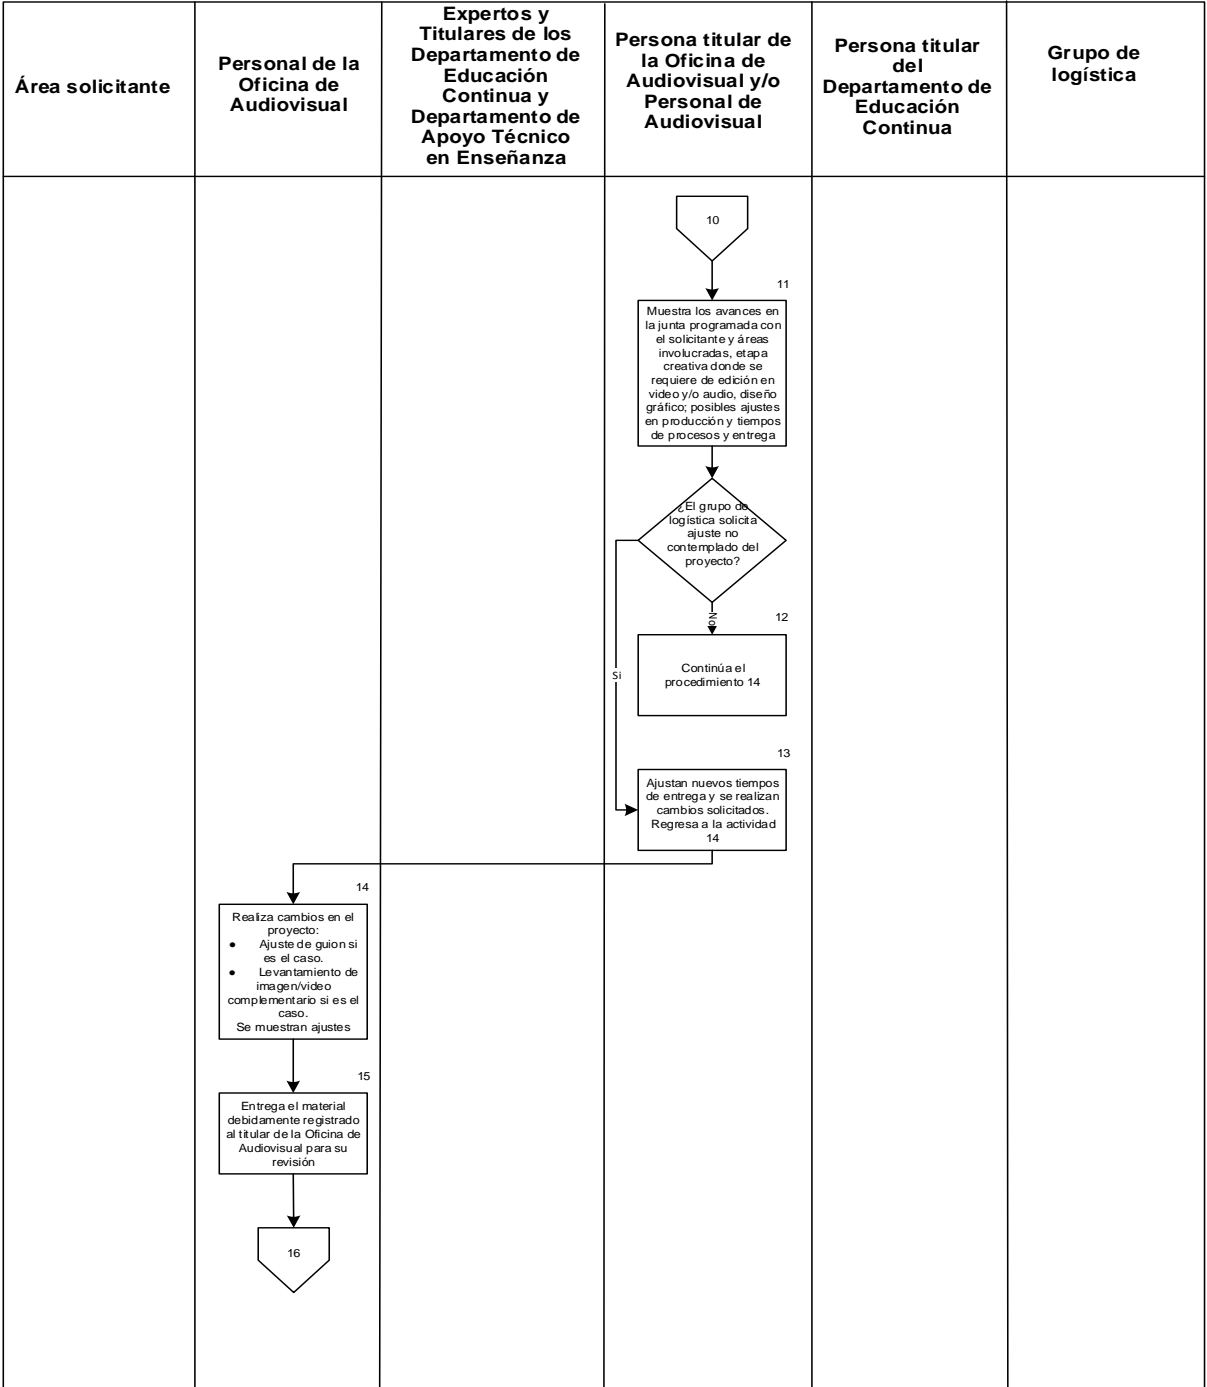 Área solicitante
Personal de la
Oficina de
Audiovisual
Expertos y
Titulares de los
Departamento de
Educación
Continua y
Departamento de
Apoyo Técnico
en Enseñanza
Persona titular de
la Oficina de
Audiovisual y/o
Personal de
Audiovisual
Persona titular
del
Departamento de
Educación
Continua
Grupo de
logística
10
11
Muestra los avances en
la junta programada con
el solicitante y áreas
involucradas, etapa
creativa donde se
requiere de edición en
video y/o audio, diseño
gráfico; posibles ajustes
en producción y tiempos
de procesos y entrega
¿El grupo de
logística solicita
ajuste no
contemplado del
proyecto?
No
12
Continúa el
procedimiento 14
Si
13
Ajustan nuevos tiempos
de entrega y se realizan
cambios solicitados.
Regresa a la actividad
14
14
Realiza cambios en el
proyecto:
● Ajuste de guion si
es el caso.
● Levantamiento de
imagen/video
complementario si es el
caso.
Se muestran ajustes
15
Entrega el material
debidamente registrado
al titular de la Oficina de
Audiovisual para su
revisión
16